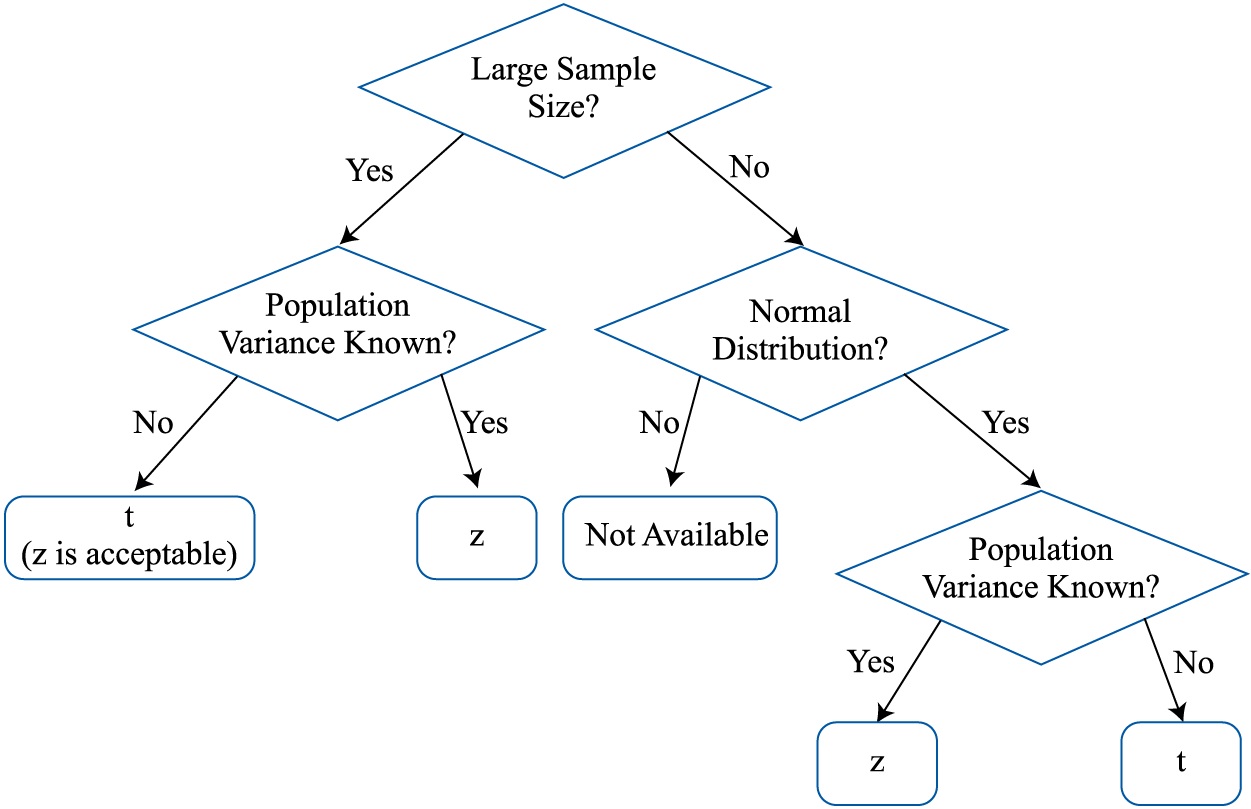 Large Sample
Size?
Yes
No
Population
Variance Known?
Normal
Distribution?
No
Yes
No
Yes
t
(z is acceptable)
z
Not Available
Population
Variance Known?
Yes
No
z
t